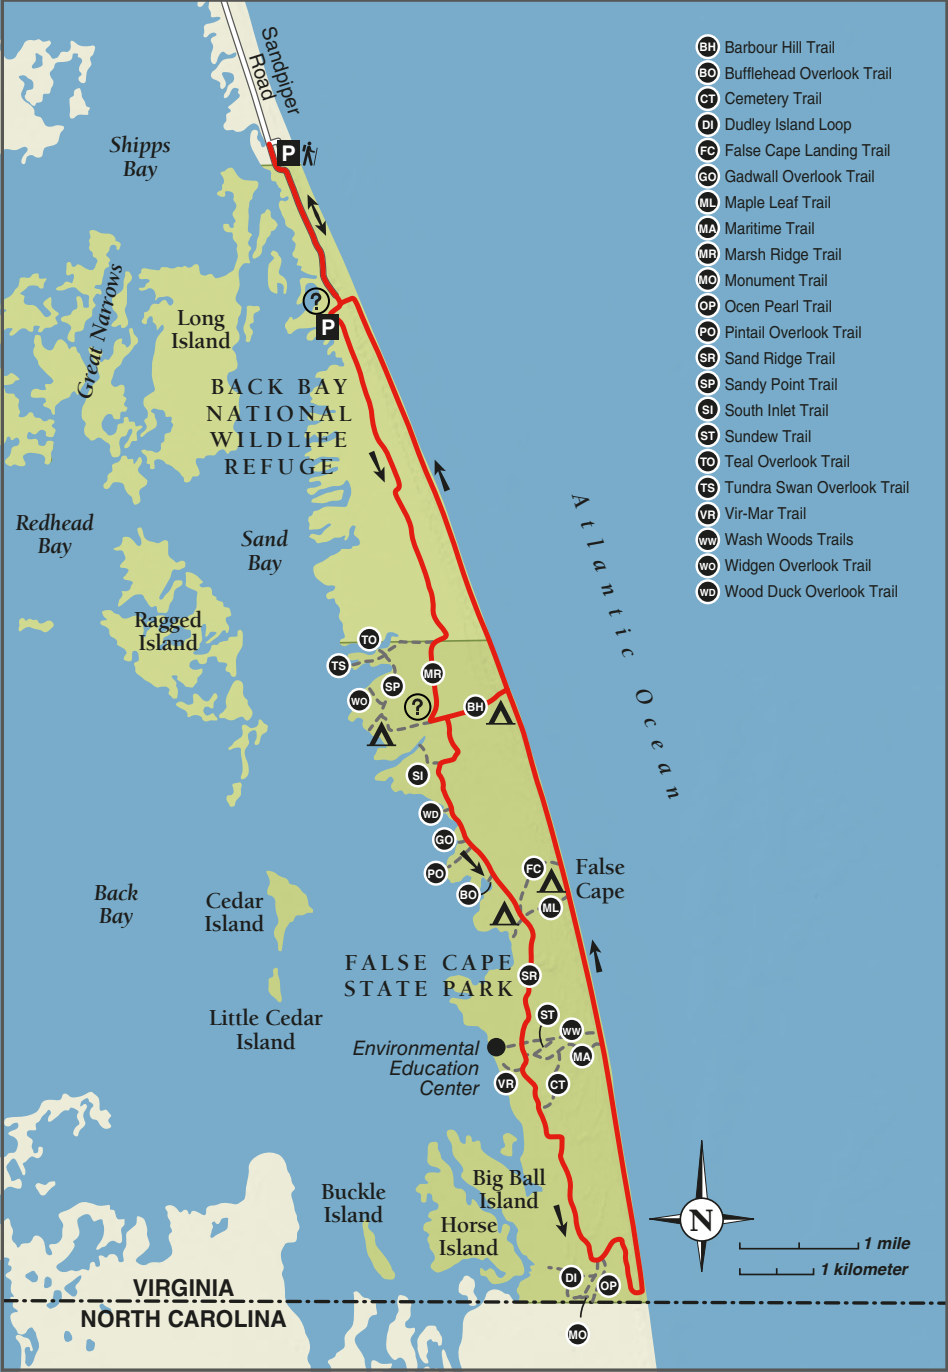 Sandpiper
Road
P
Shipps
Bay
Great Narrows
Long
Island
?
P
BACK BAY
NATIONAL
WILDLIFE
REFUGE
Redhead
Bay
Sand
Bay
Ragged
Island
Atlantic Ocean
TO
TS
SP
MR
WO
?
BH
SI
WD
GO
PO
BO
FC
ML
False
Cape
Back
Bay
Cedar
Island
FALSE CAPE
STATE PARK
SR
Little Cedar
Island
ST
WW
MA
Environmental
Education
Center
VR
CT
Buckle
Island
Big Ball
Island
Horse
Island
DI
OP
MO
VIRGINIA
NORTH CAROLINA
N
1 mile
1 kilometer
BH Barbour Hill Trail
BO Bufflehead Overlook Trail
CT Cemetery Trail
DI Dudley Island Loop
FC False Cape Landing Trail
GO Gadwall Overlook Trail
ML Maple Leaf Trail
MA Maritime Trail
MR Marsh Ridge Trail
MO Monument Trail
OP Ocen Pearl Trail
PO Pintail Overlook Trail
SR Sand Ridge Trail
SP Sandy Point Trail
SI South Inlet Trail
ST Sundew Trail
TO Teal Overlook Trail
TS Tundra Swan Overlook Trail
VR Vir-Mar Trail
WW Wash Woods Trails
WO Widgen Overlook Trail
WD Wood Duck Overlook Trail